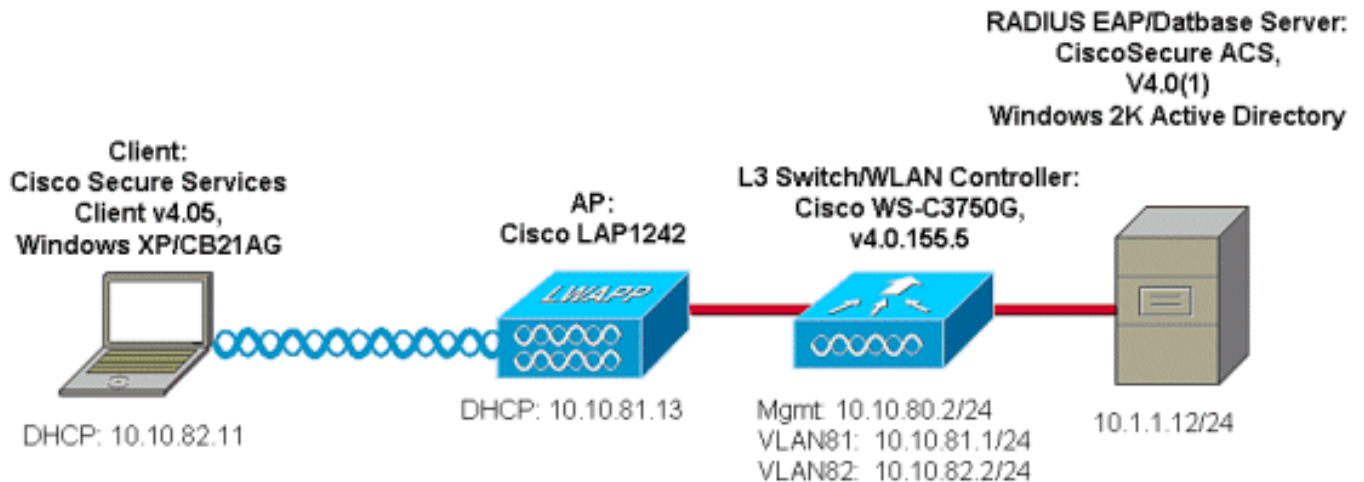 RADIUS EAP/Datbase Server:
CiscoSecure ACS,
V4.0(1)
Windows 2K Active Directory
Client:
Cisco Secure Services
Client v4.05,
Windows XP/CB21AG
AP:
Cisco LAP1242
L3 Switch/WLAN Controller:
Cisco WS-C3750G,
v4.0.155.5
LWAPP
DHCP: 10.10.82.11
DHCP: 10.10.81.13
Mgmt: 10.10.80.2/24
VLAN81: 10.10.81.1/24
VLAN82: 10.10.82.2/24
10.1.1.12/24